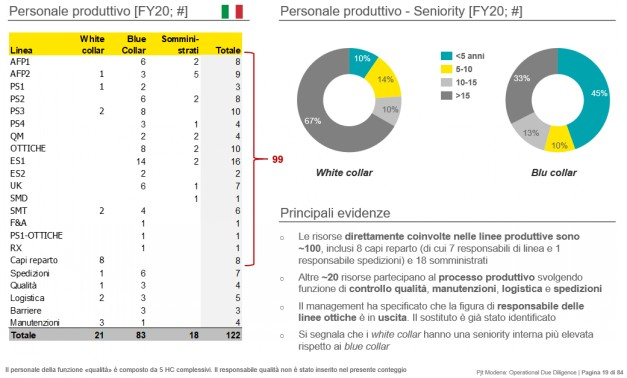 Personale produttivo [FY20; #]
Linea White collar Blue Collar Sommini-strati Totale
AFP1 6 2 8
AFP2 1 3 5 9
PS1 1 2 3
PS2 6 2 8
PS3 2 8 10
PS4 3 1 4
QM 2 2 4
OTTICHE 8 2 10
ES1 14 2 16
ES2 2 2
UK 6 1 7
SMD 1 1
SMT 2 4 6
F&A 1 1
PS1-OTTICHE 1 1
RX 1 1
Capi reparto 8 8
Spedizioni 1 6 7
Qualità 1 3 4
Logistica 2 3 5
Barriere 3 3
Manutenzioni 3 1 4
Totale 21 83 18 122
99
Personale produttivo - Seniority [FY20; #]
10%
14%
10%
67%
White collar
<5 anni
5-10
10-15
>15
33%
45%
13%
10%
Blu collar
Principali evidenze
Le risorse direttamente coinvolte nelle linee produttive sono
~100, inclusi 8 capi reparto (di cui 7 responsabili di linea e 1
responsabile spedizioni) e 18 somministrati
Altre ~20 risorse partecipano al processo produttivo svolgendo
funzione di controllo qualità, manutenzioni, logistica e spedizioni
Il management ha specificato che la figura di responsabile delle
linee ottiche è in uscita. Il sostituto è già stato identificato
Si segnala che i white collar hanno una seniority interna più elevata
rispetto ai blue collar
Il personale della funzione «qualità» è composto da 5 HC complessivi. Il responsabile qualità non è stato inserito nel presente conteggio
Pjt Modena: Operational Due Diligence | Pagina 19 di 84